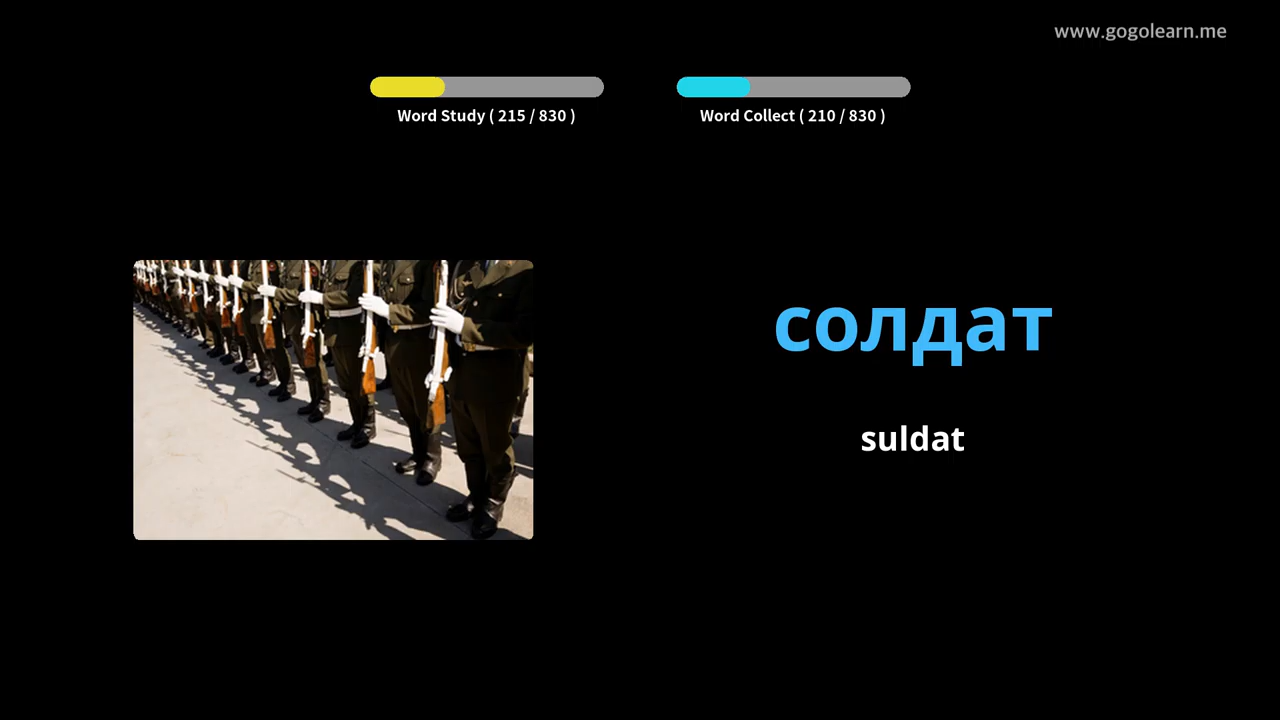 www.gogolearn.me
Word Study ( 215 / 830 )
Word Collect ( 210 / 830 )
солдат
suldat